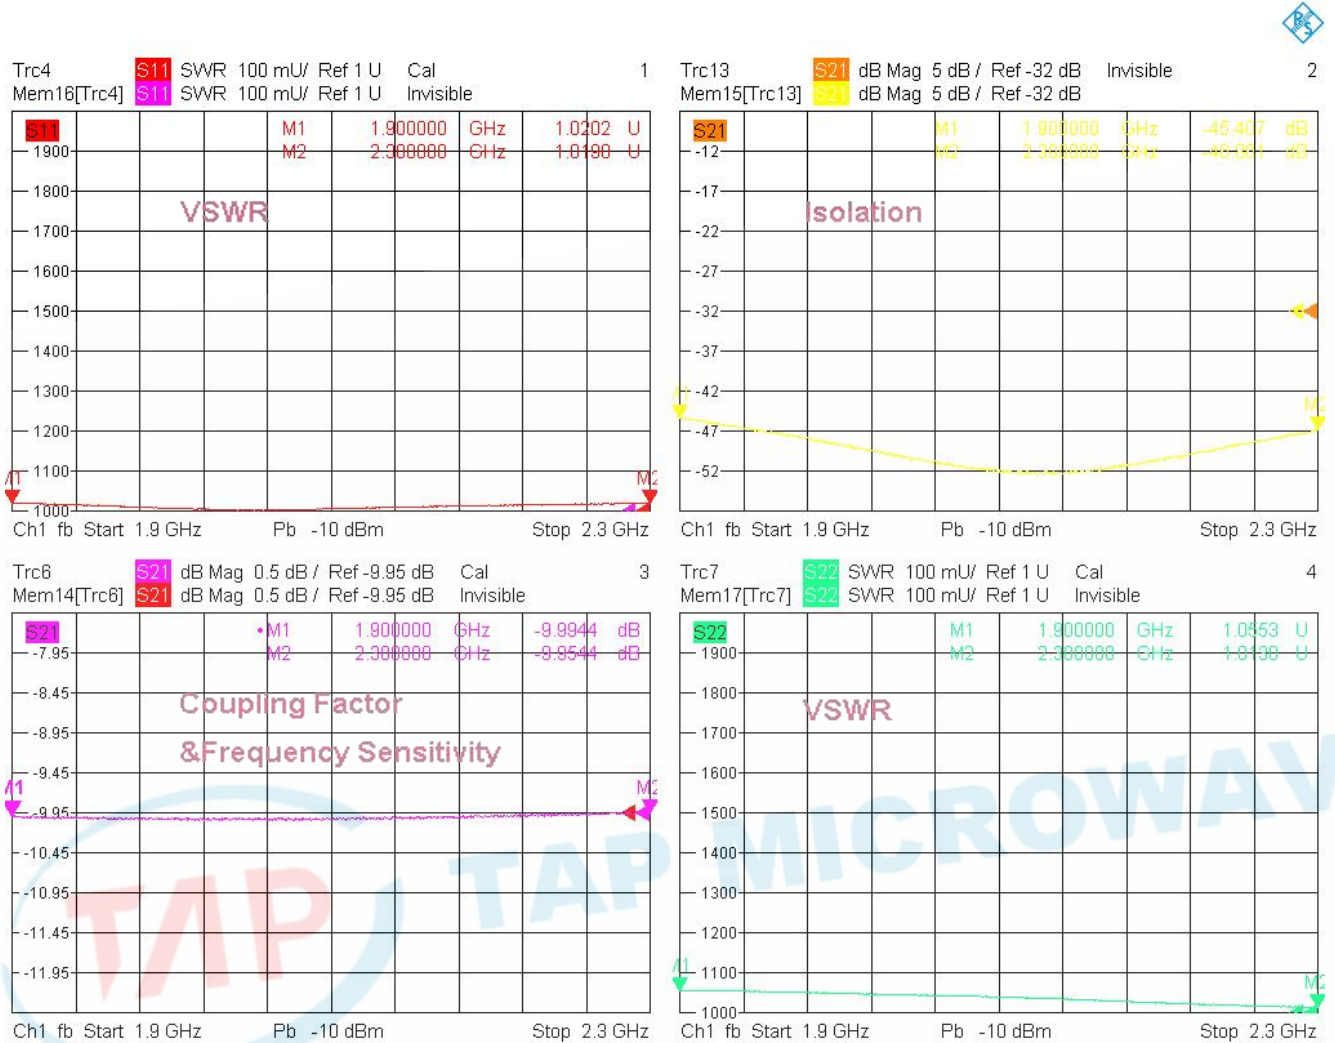 Trc4 S11 SWR 100 mU/ Ref 1 U Cal 1
Mem16[Trc4] S11 SWR 100 mU/ Ref 1 U Invisible
S11 M1 1.900000 GHz 1.0202 U
M2 2.300000 GHz 1.0190 U
1900
1800
VSWR
1700
1600
1500
1400
1300
1200
1100
M1 M2
1000
Ch1 fb Start 1.9 GHz Pb -10 dBm Stop 2.3 GHz
Trc13 S21 dB Mag 5 dB / Ref -32 dB Invisible 2
Mem15[Trc13] S21 dB Mag 5 dB / Ref -32 dB
S21 M1 1.900000 GHz -45.407 dB
M2 2.300000 GHz dB
-12
-17
Isolation
-22
-27
-32
-37
-42
M1 M2
-47
-52
Ch1 fb Start 1.9 GHz Pb -10 dBm Stop 2.3 GHz
Trc6 S21 dB Mag 0.5 dB / Ref -9.95 dB Cal 3
Mem14[Trc6] S21 dB Mag 0.5 dB / Ref -9.95 dB Invisible
S21 •M1 1.900000 GHz -9.9944 dB
M2 2.300000 GHz -9.9544 dB
-7.95
-8.45
Coupling Factor
-8.95
&Frequency Sensitivity
-9.45
M1 M2
-9.95
-10.45
-10.95
-11.45
-11.95
Ch1 fb Start 1.9 GHz Pb -10 dBm Stop 2.3 GHz
Trc7 S22 SWR 100 mU/ Ref 1 U Cal 4
Mem17[Trc7] S22 SWR 100 mU/ Ref 1 U Invisible
S22 M1 1.900000 GHz 1.0553 U
M2 2.300000 GHz U
1900
1800
VSWR
1700
1600
1500
1400
1300
1200
1100
M1 M2
1000
Ch1 fb Start 1.9 GHz Pb -10 dBm Stop 2.3 GHz
TAP TAP MICROWAV